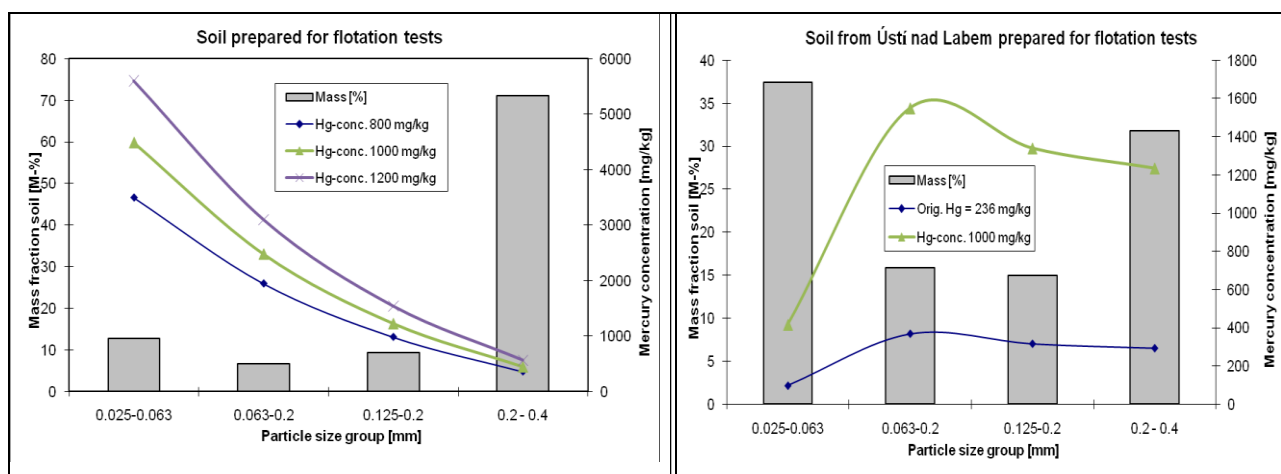 Soil prepared for flotation tests
Mass fraction soil [M-%]
80
70
60
50
40
30
20
10
0
Mass [%]
Hg-conc. 800 mg/kg
Hg-conc. 1000 mg/kg
Hg-conc. 1200 mg/kg
6000
5000
4000
3000
2000
1000
0
Mercury concentration [mg/kg]
0.025-0.063 0.063-0.2 0.125-0.2 0.2 - 0.4
Particle size group [mm]
Soil from Ústí nad Labem prepared for flotation tests
Mass fraction soil [M-%]
40
35
30
25
20
15
10
5
0
Mass [%]
Orig. Hg = 236 mg/kg
Hg-conc. 1000 mg/kg
1800
1600
1400
1200
1000
800
600
400
200
0
Mercury concentration [mg/kg]
0.025-0.063 0.063-0.2 0.125-0.2 0.2 - 0.4
Particle size group [mm]